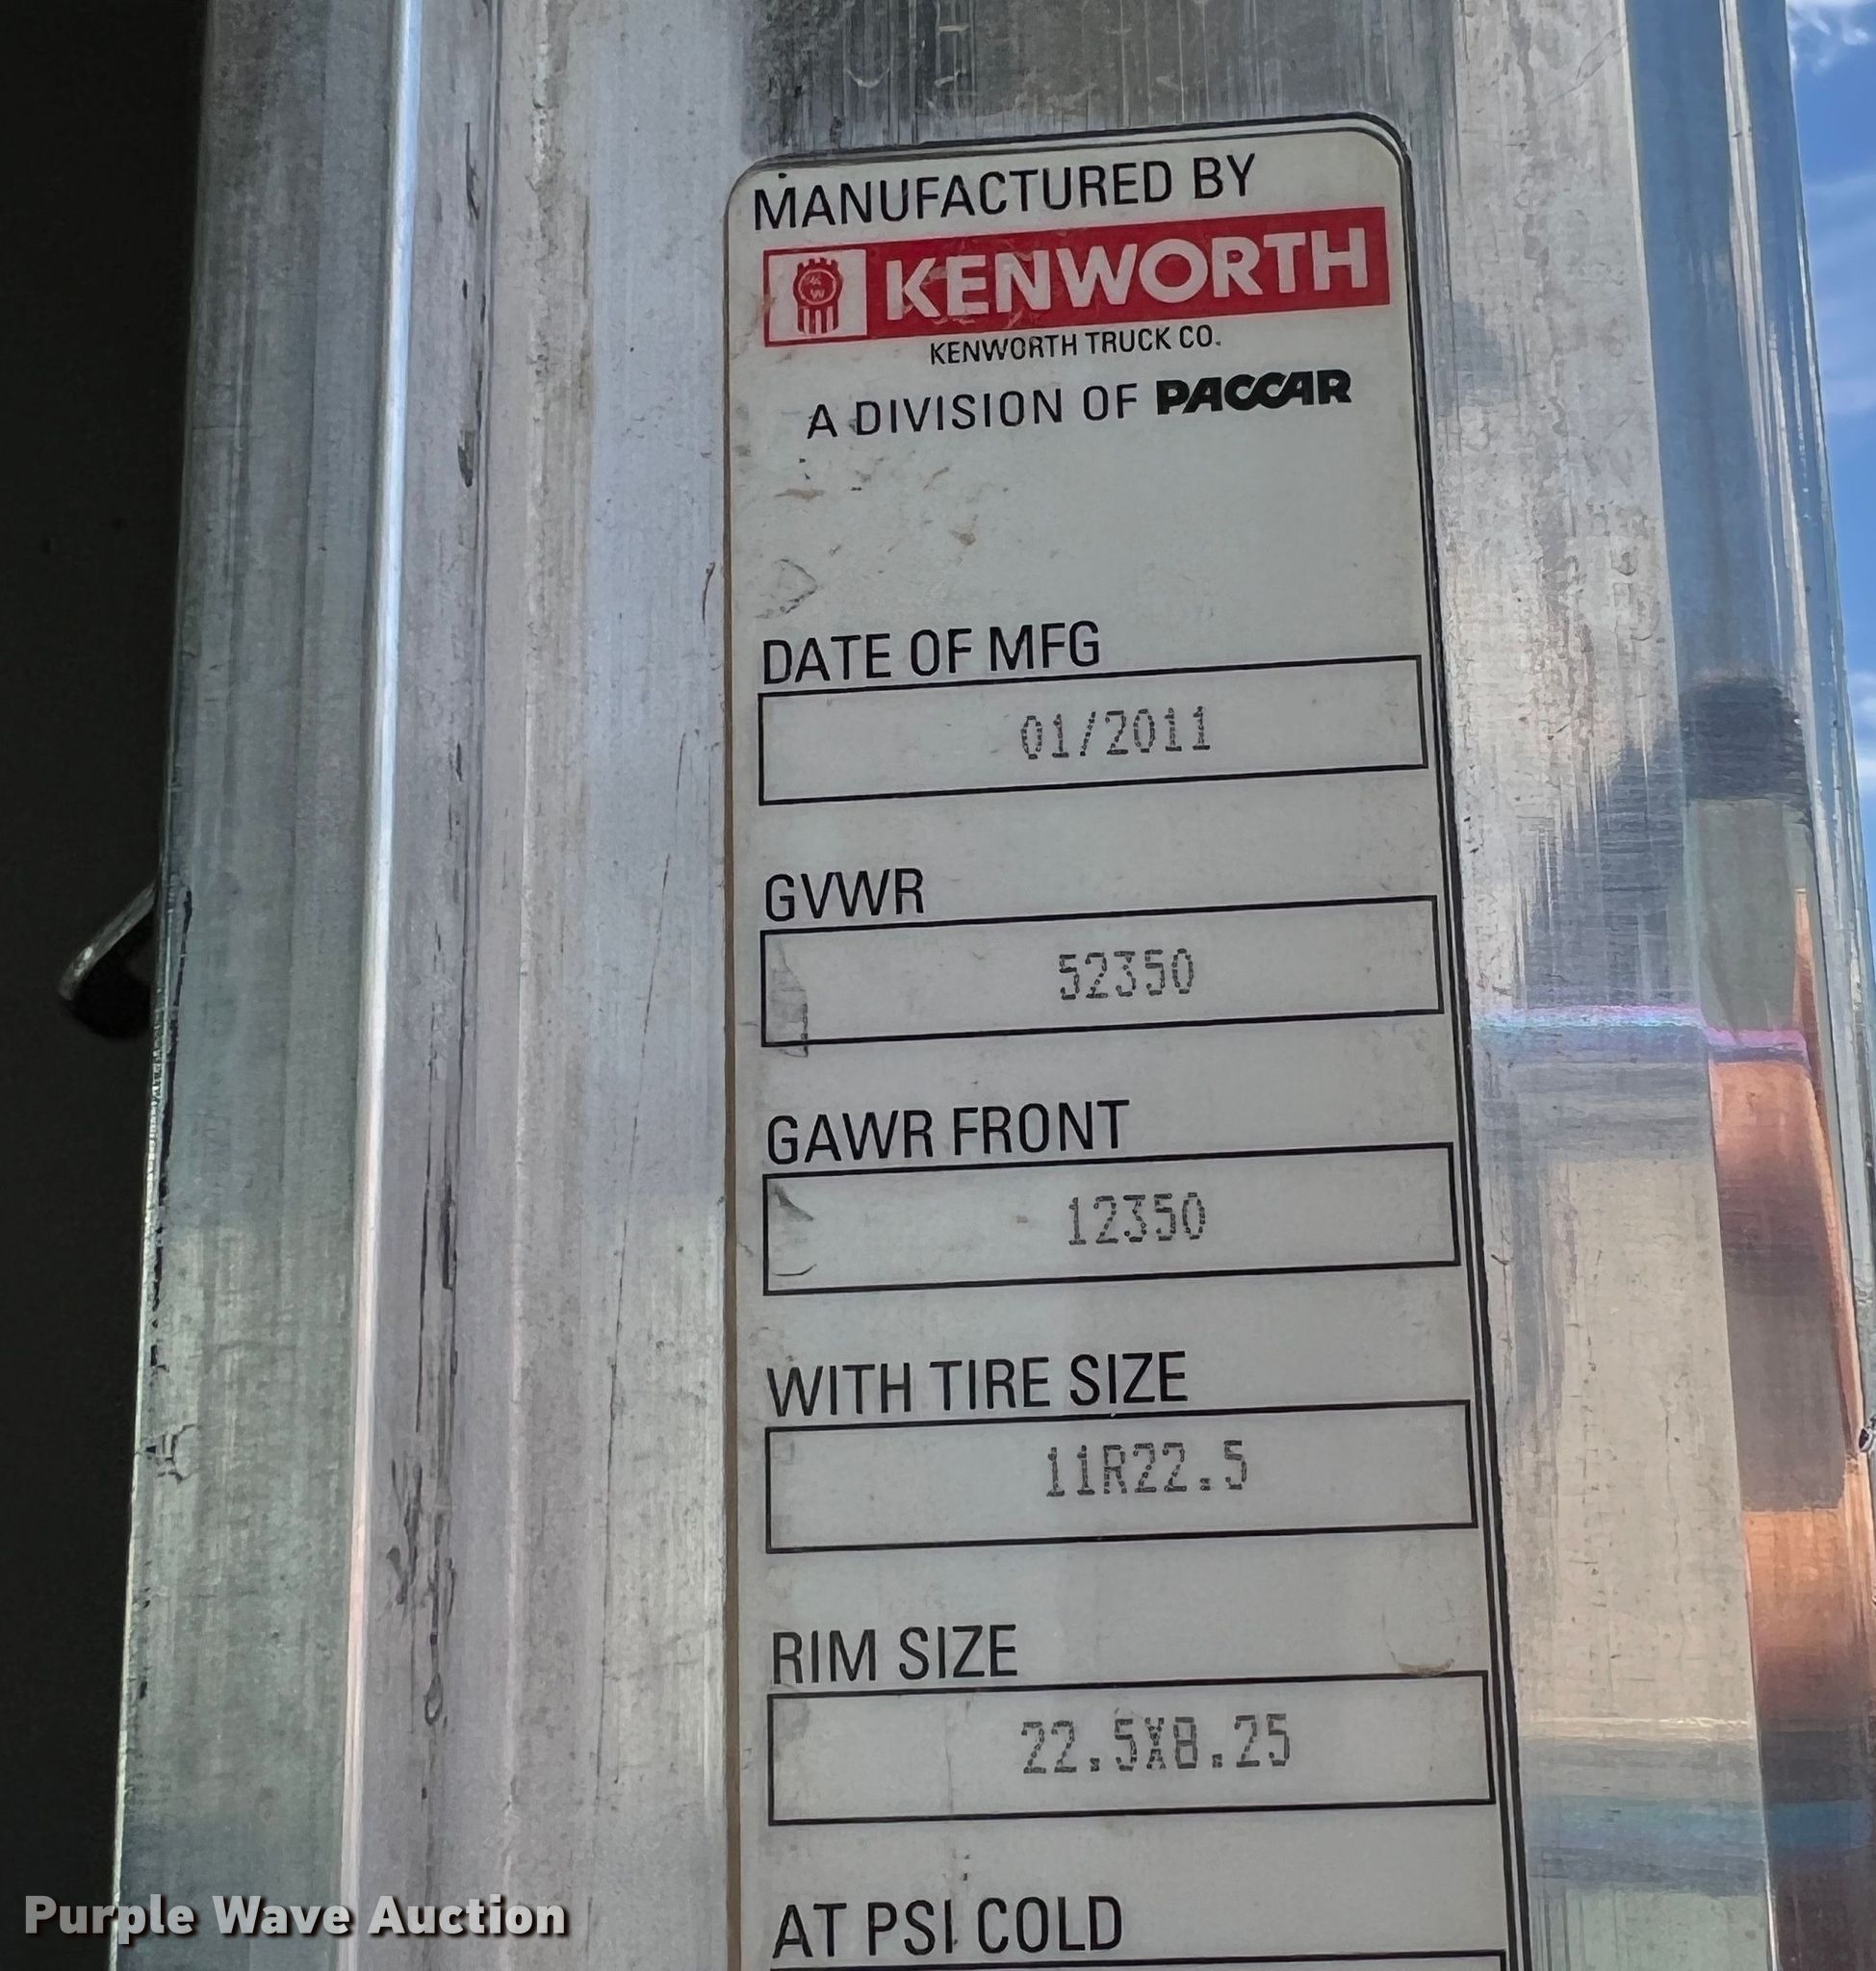 MANUFACTURED BY
KENWORTH
KENWORTH TRUCK CO.
A DIVISION OF PACCAR
DATE OF MFG
01/2011
GVWR
52350
GAWR FRONT
12350
WITH TIRE SIZE
11R22.5
RIM SIZE
22.5X8.25
AT PSI COLD
Purple Wave Auction